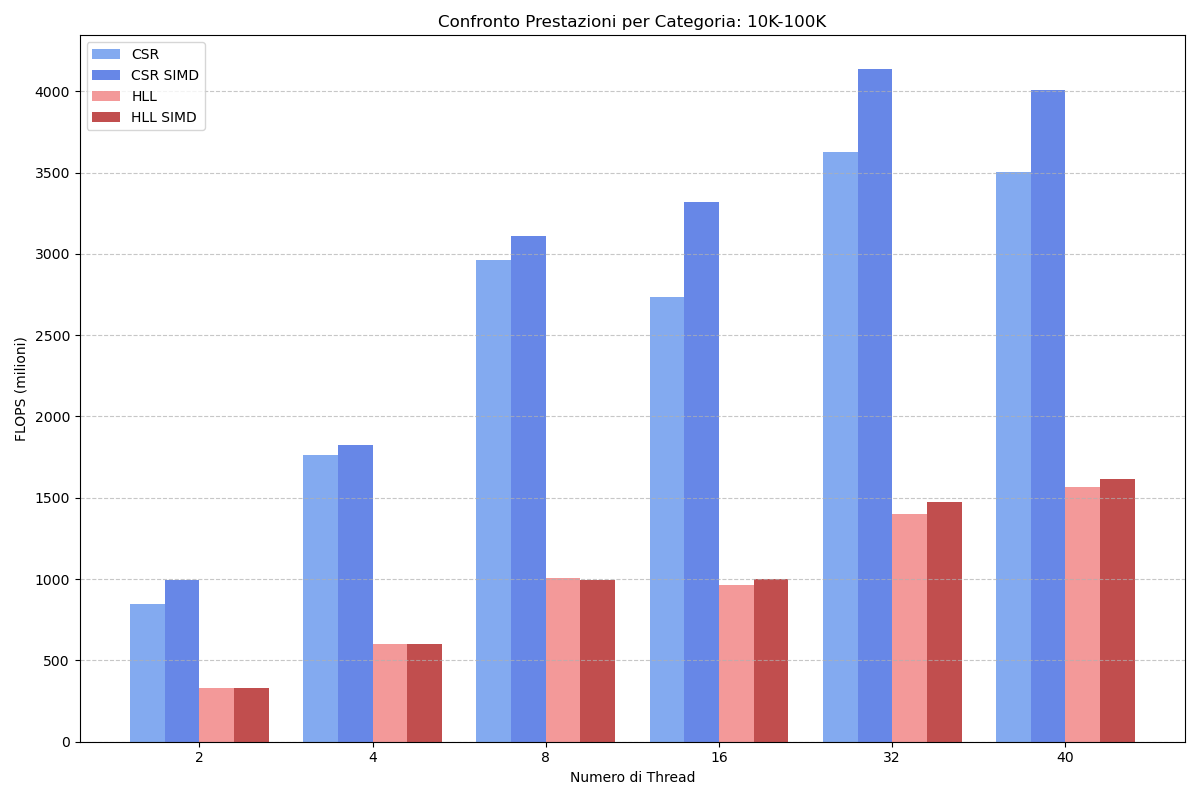 Confronto Prestazioni per Categoria: 10K-100K
CSR
CSR SIMD
HLL
HLL SIMD
FLOPS (milioni)
4000
3500
3000
2500
2000
1500
1000
500
0
2 4 8 16 32 40
Numero di Thread